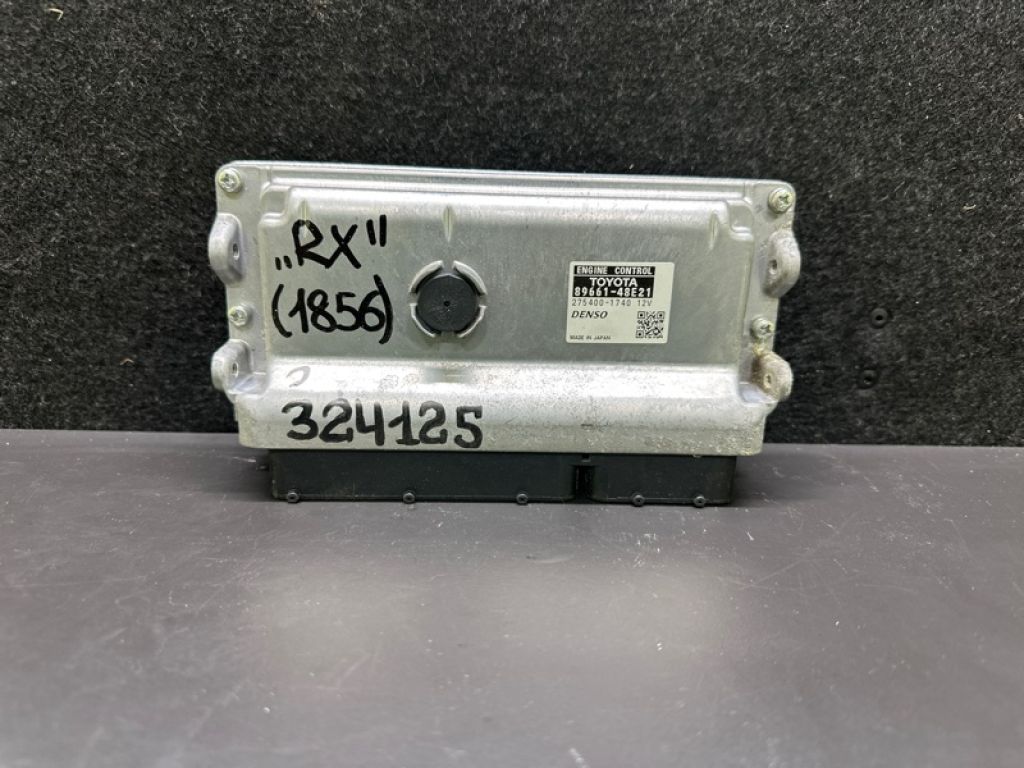 „RX"
(1856)
ENGINE CONTROL
TOYOTA
89661-48E21
275400-1740 12V
DENSO
MADE IN JAPAN
324125